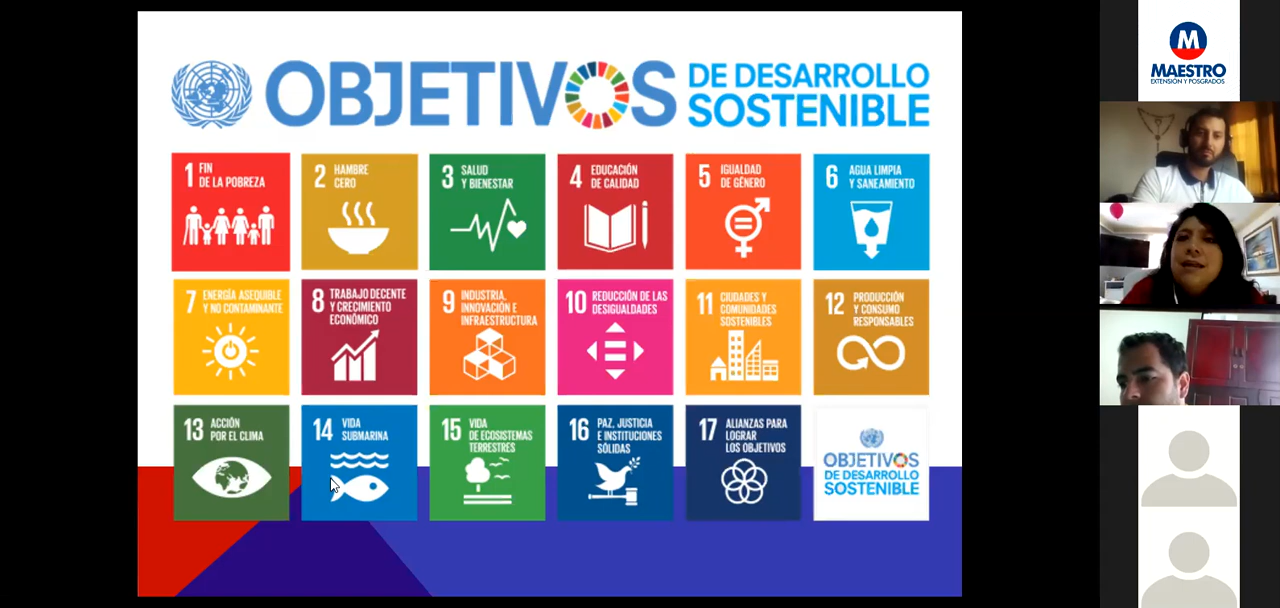 OBJETIVOS
DE DESARROLLO
SOSTENIBLE
1 FIN
DE LA POBREZA
2 HAMBRE
CERO
3 SALUD
Y BIENESTAR
4 EDUCACIÓN
DE CALIDAD
5 IGUALDAD
DE GÉNERO
6 AGUA LIMPIA
Y SANEAMIENTO
7 ENERGÍA ASEQUIBLE
Y NO CONTAMINANTE
8 TRABAJO DECENTE
Y CRECIMIENTO
ECONÓMICO
9 INDUSTRIA,
INNOVACIÓN E
INFRAESTRUCTURA
10 REDUCCIÓN DE LAS
DESIGUALDADES
11 CIUDADES Y
COMUNIDADES
SOSTENIBLES
12 PRODUCCIÓN
Y CONSUMO
RESPONSABLES
13 ACCIÓN
POR EL CLIMA
14 VIDA
SUBMARINA
15 VIDA
DE ECOSISTEMAS
TERRESTRES
16 PAZ, JUSTICIA
E INSTITUCIONES
SÓLIDAS
17 ALIANZAS PARA
LOGRAR
LOS OBJETIVOS
OBJETIVOS
DE DESARROLLO
SOSTENIBLE
M
MAESTRO
EXTENSIÓN Y POSGRADOS